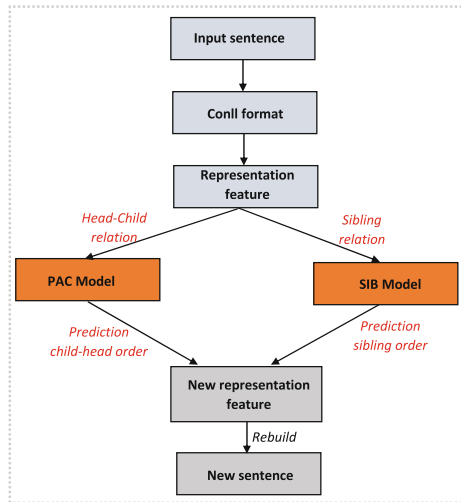 Input sentence
Conll format
Representation
feature
Head-Child
relation
Sibling
relation
PAC Model
SIB Model
Prediction
child-head order
Prediction
sibling order
New representation
feature
Rebuild
New sentence